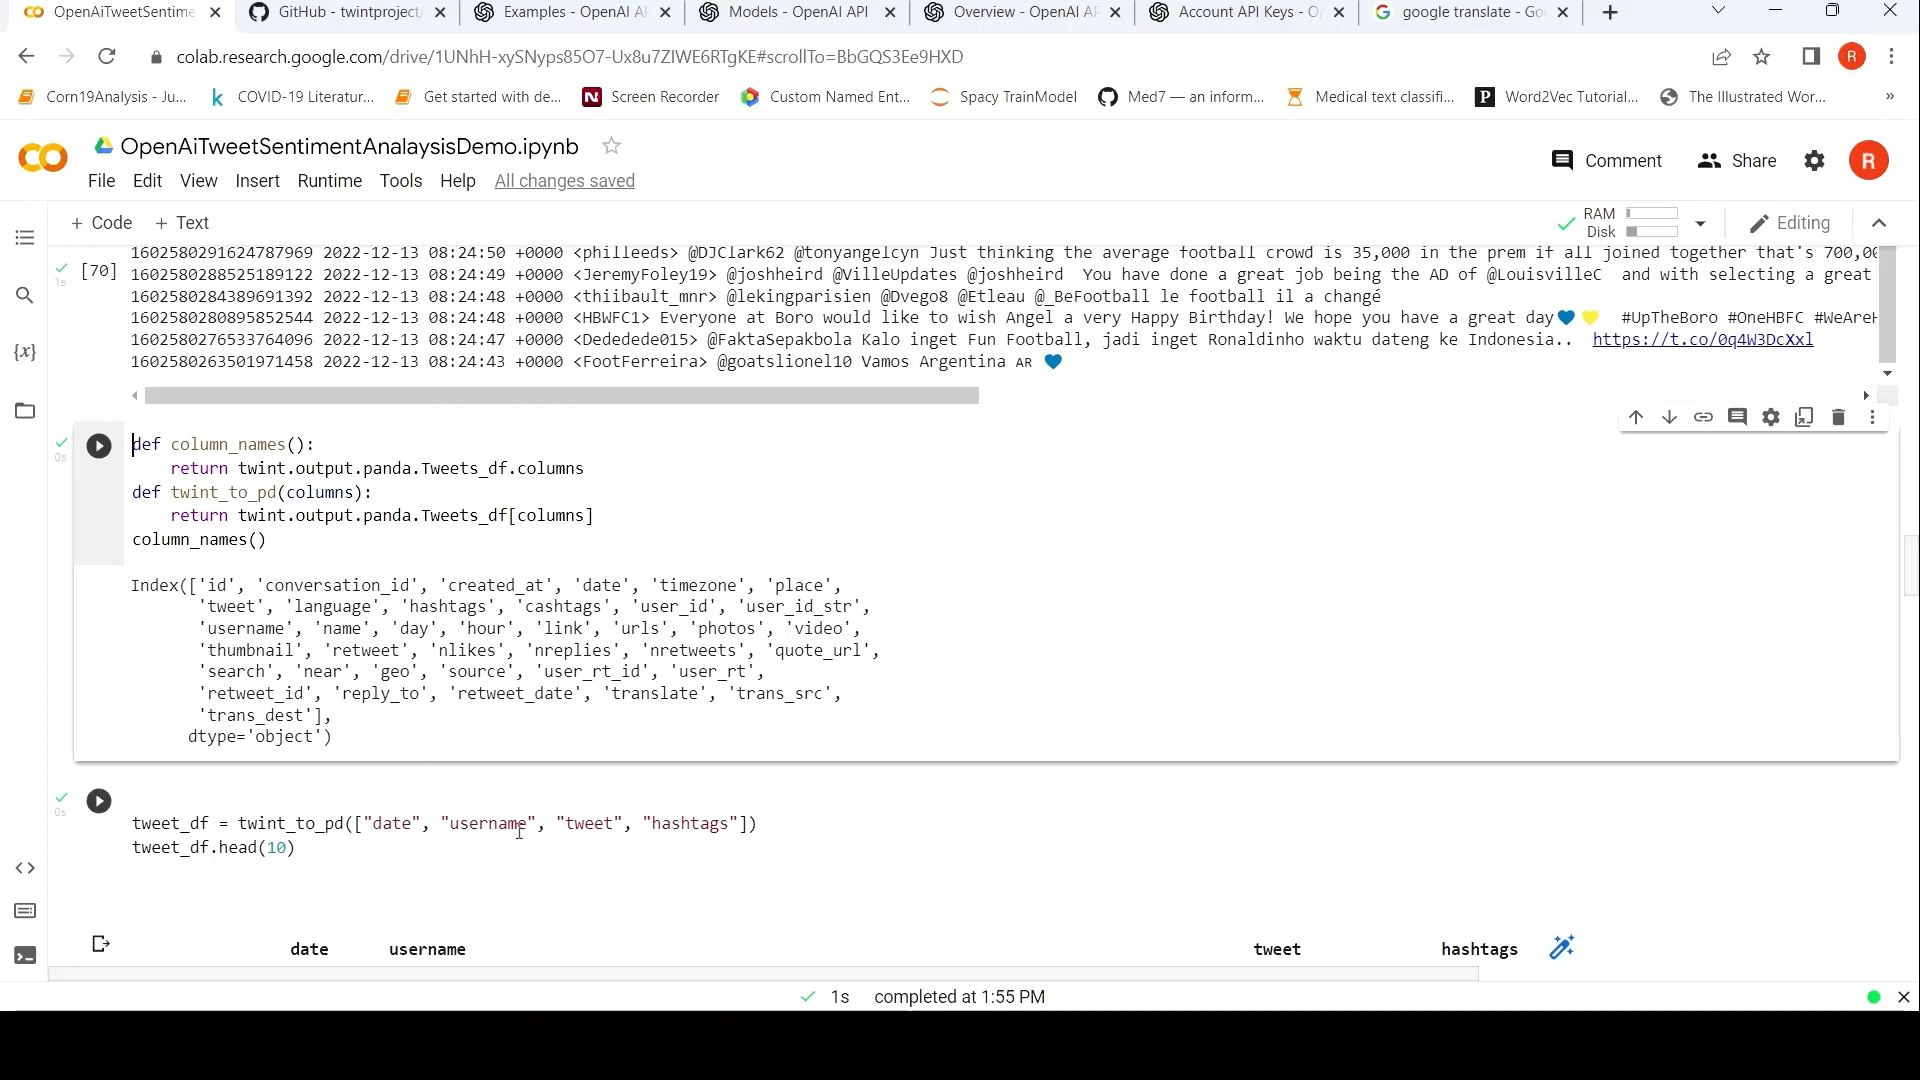 OpenAiTweetSentime
GitHub - twintproject/
Examples - OpenAI AP
Models - OpenAI API
Overview - OpenAI AP
Account API Keys - O
google translate - Go
colab.research.google.com/drive/1UNhH-xySNyps85O7-Ux8u7ZIWE6RTgKE#scrollTo=BbGQS3Ee9HXD
R
Corn19Analysis - Ju...
COVID-19 Literatur...
Get started with de...
Screen Recorder
Custom Named Ent...
Spacy TrainModel
Med7 — an inform...
Medical text classifi...
Word2Vec Tutorial...
The Illustrated Wor...
»
OpenAiTweetSentimentAnalaysisDemo.ipynb
Comment
Share
R
File Edit View Insert Runtime Tools Help All changes saved
+ Code + Text
RAM
Disk
Editing
[70]
1s
1602580291624787969 2022-12-13 08:24:50 +0000 <philleeds> @DJClark62 @tonyangelcyn Just thinking the average football crowd is 35,000 in the prem if all joined together that's 700,00
1602580288525189122 2022-12-13 08:24:49 +0000 <JeremyFoley19> @joshheird @VilleUpdates @joshheird You have done a great job being the AD of @LouisvilleC and with selecting a great
1602580284389691392 2022-12-13 08:24:48 +0000 <thiibault_mnr> @lekingparisien @Dvego8 @Etleau @_BeFootball le football il a changé
1602580280895852544 2022-12-13 08:24:48 +0000 <HBWFC1> Everyone at Boro would like to wish Angel a very Happy Birthday! We hope you have a great day💙 💛 #UpTheBoro #OneHBFC #WeAreH
1602580276533764096 2022-12-13 08:24:47 +0000 <Dededede015> @FaktaSepakbola Kalo inget Fun Football, jadi inget Ronaldinho waktu dateng ke Indonesia.. https://t.co/0q4W3DcXxl
1602580263501971458 2022-12-13 08:24:43 +0000 <FootFerreira> @goatslionel10 Vamos Argentina AR 💙
0s
def column_names():
    return twint.output.panda.Tweets_df.columns
def twint_to_pd(columns):
    return twint.output.panda.Tweets_df[columns]
column_names()
Index(['id', 'conversation_id', 'created_at', 'date', 'timezone', 'place',
       'tweet', 'language', 'hashtags', 'cashtags', 'user_id', 'user_id_str',
       'username', 'name', 'day', 'hour', 'link', 'urls', 'photos', 'video',
       'thumbnail', 'retweet', 'nlikes', 'nreplies', 'nretweets', 'quote_url',
       'search', 'near', 'geo', 'source', 'user_rt_id', 'user_rt',
       'retweet_id', 'reply_to', 'retweet_date', 'translate', 'trans_src',
       'trans_dest'],
      dtype='object')
0s
tweet_df = twint_to_pd(["date", "username", "tweet", "hashtags"])
tweet_df.head(10)
date username tweet hashtags
1s completed at 1:55 PM